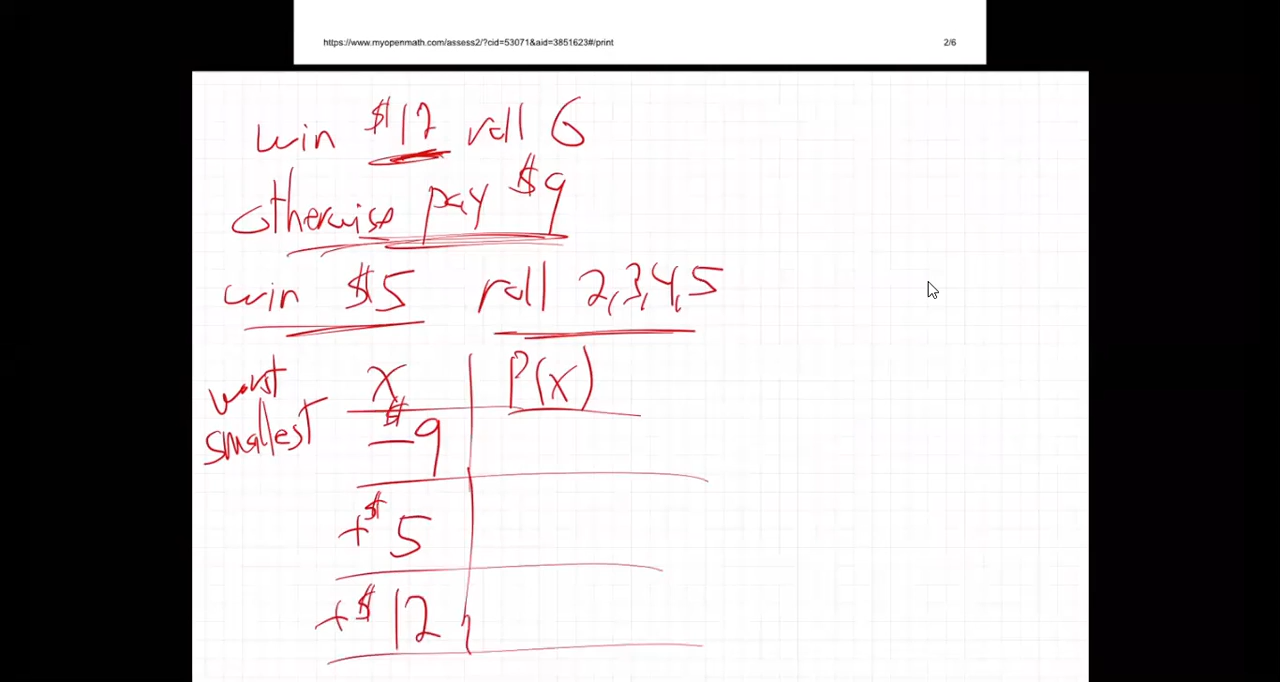 https://www.myopenmath.com/assess2/?cid=53071&aid=3851623#/print 2/6
win $12 roll 6
otherwise pay $9
win $5 roll 2,3,4,5
worst
smallest
x P(x)
-$9
+$5
+$12